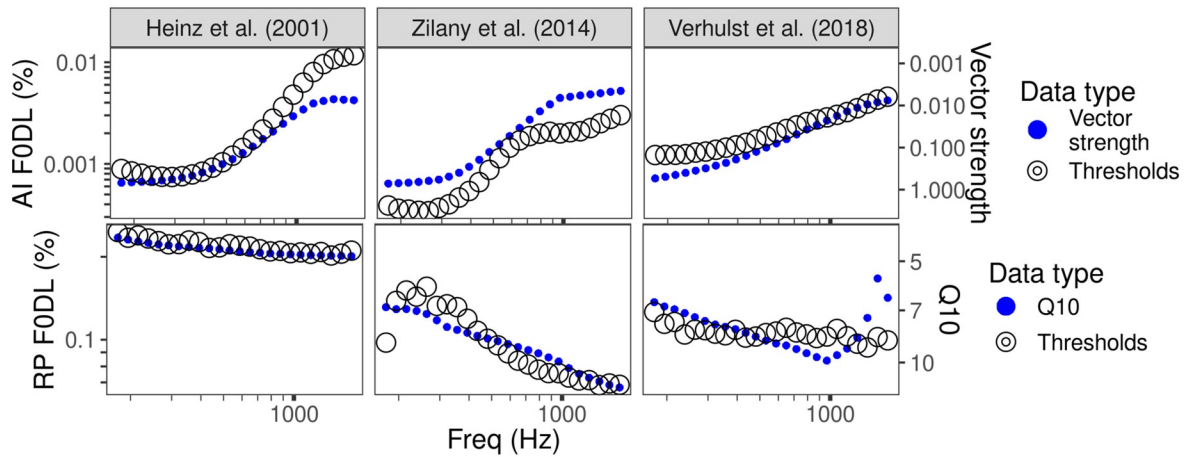 Heinz et al. (2001)
Zilany et al. (2014)
Verhulst et al. (2018)
AI F0DL (%)
0.01
0.001
0.001
0.010
0.100
1.000
Vector strength
Data type
Vector
strength
Thresholds
RP F0DL (%)
0.1
5
7
10
Q10
Data type
Q10
Thresholds
1000
1000
1000
Freq (Hz)